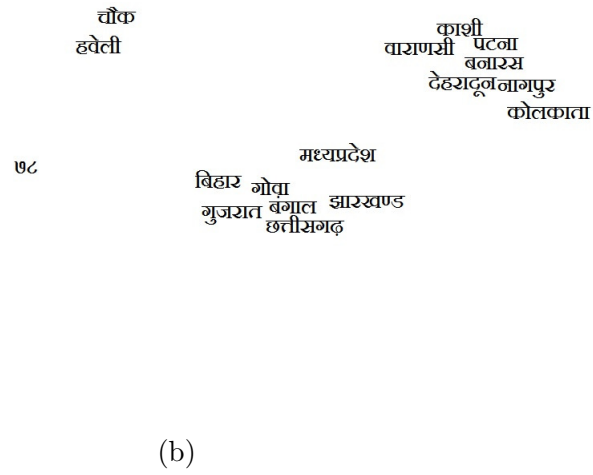 चौक
हवेली
काशी
वाराणसी पटना
बनारस
देहरादून नागपुर
कोलकाता
मध्यप्रदेश
७८
बिहार गोवा
गुजरात बंगाल झारखण्ड
छत्तीसगढ़
(b)